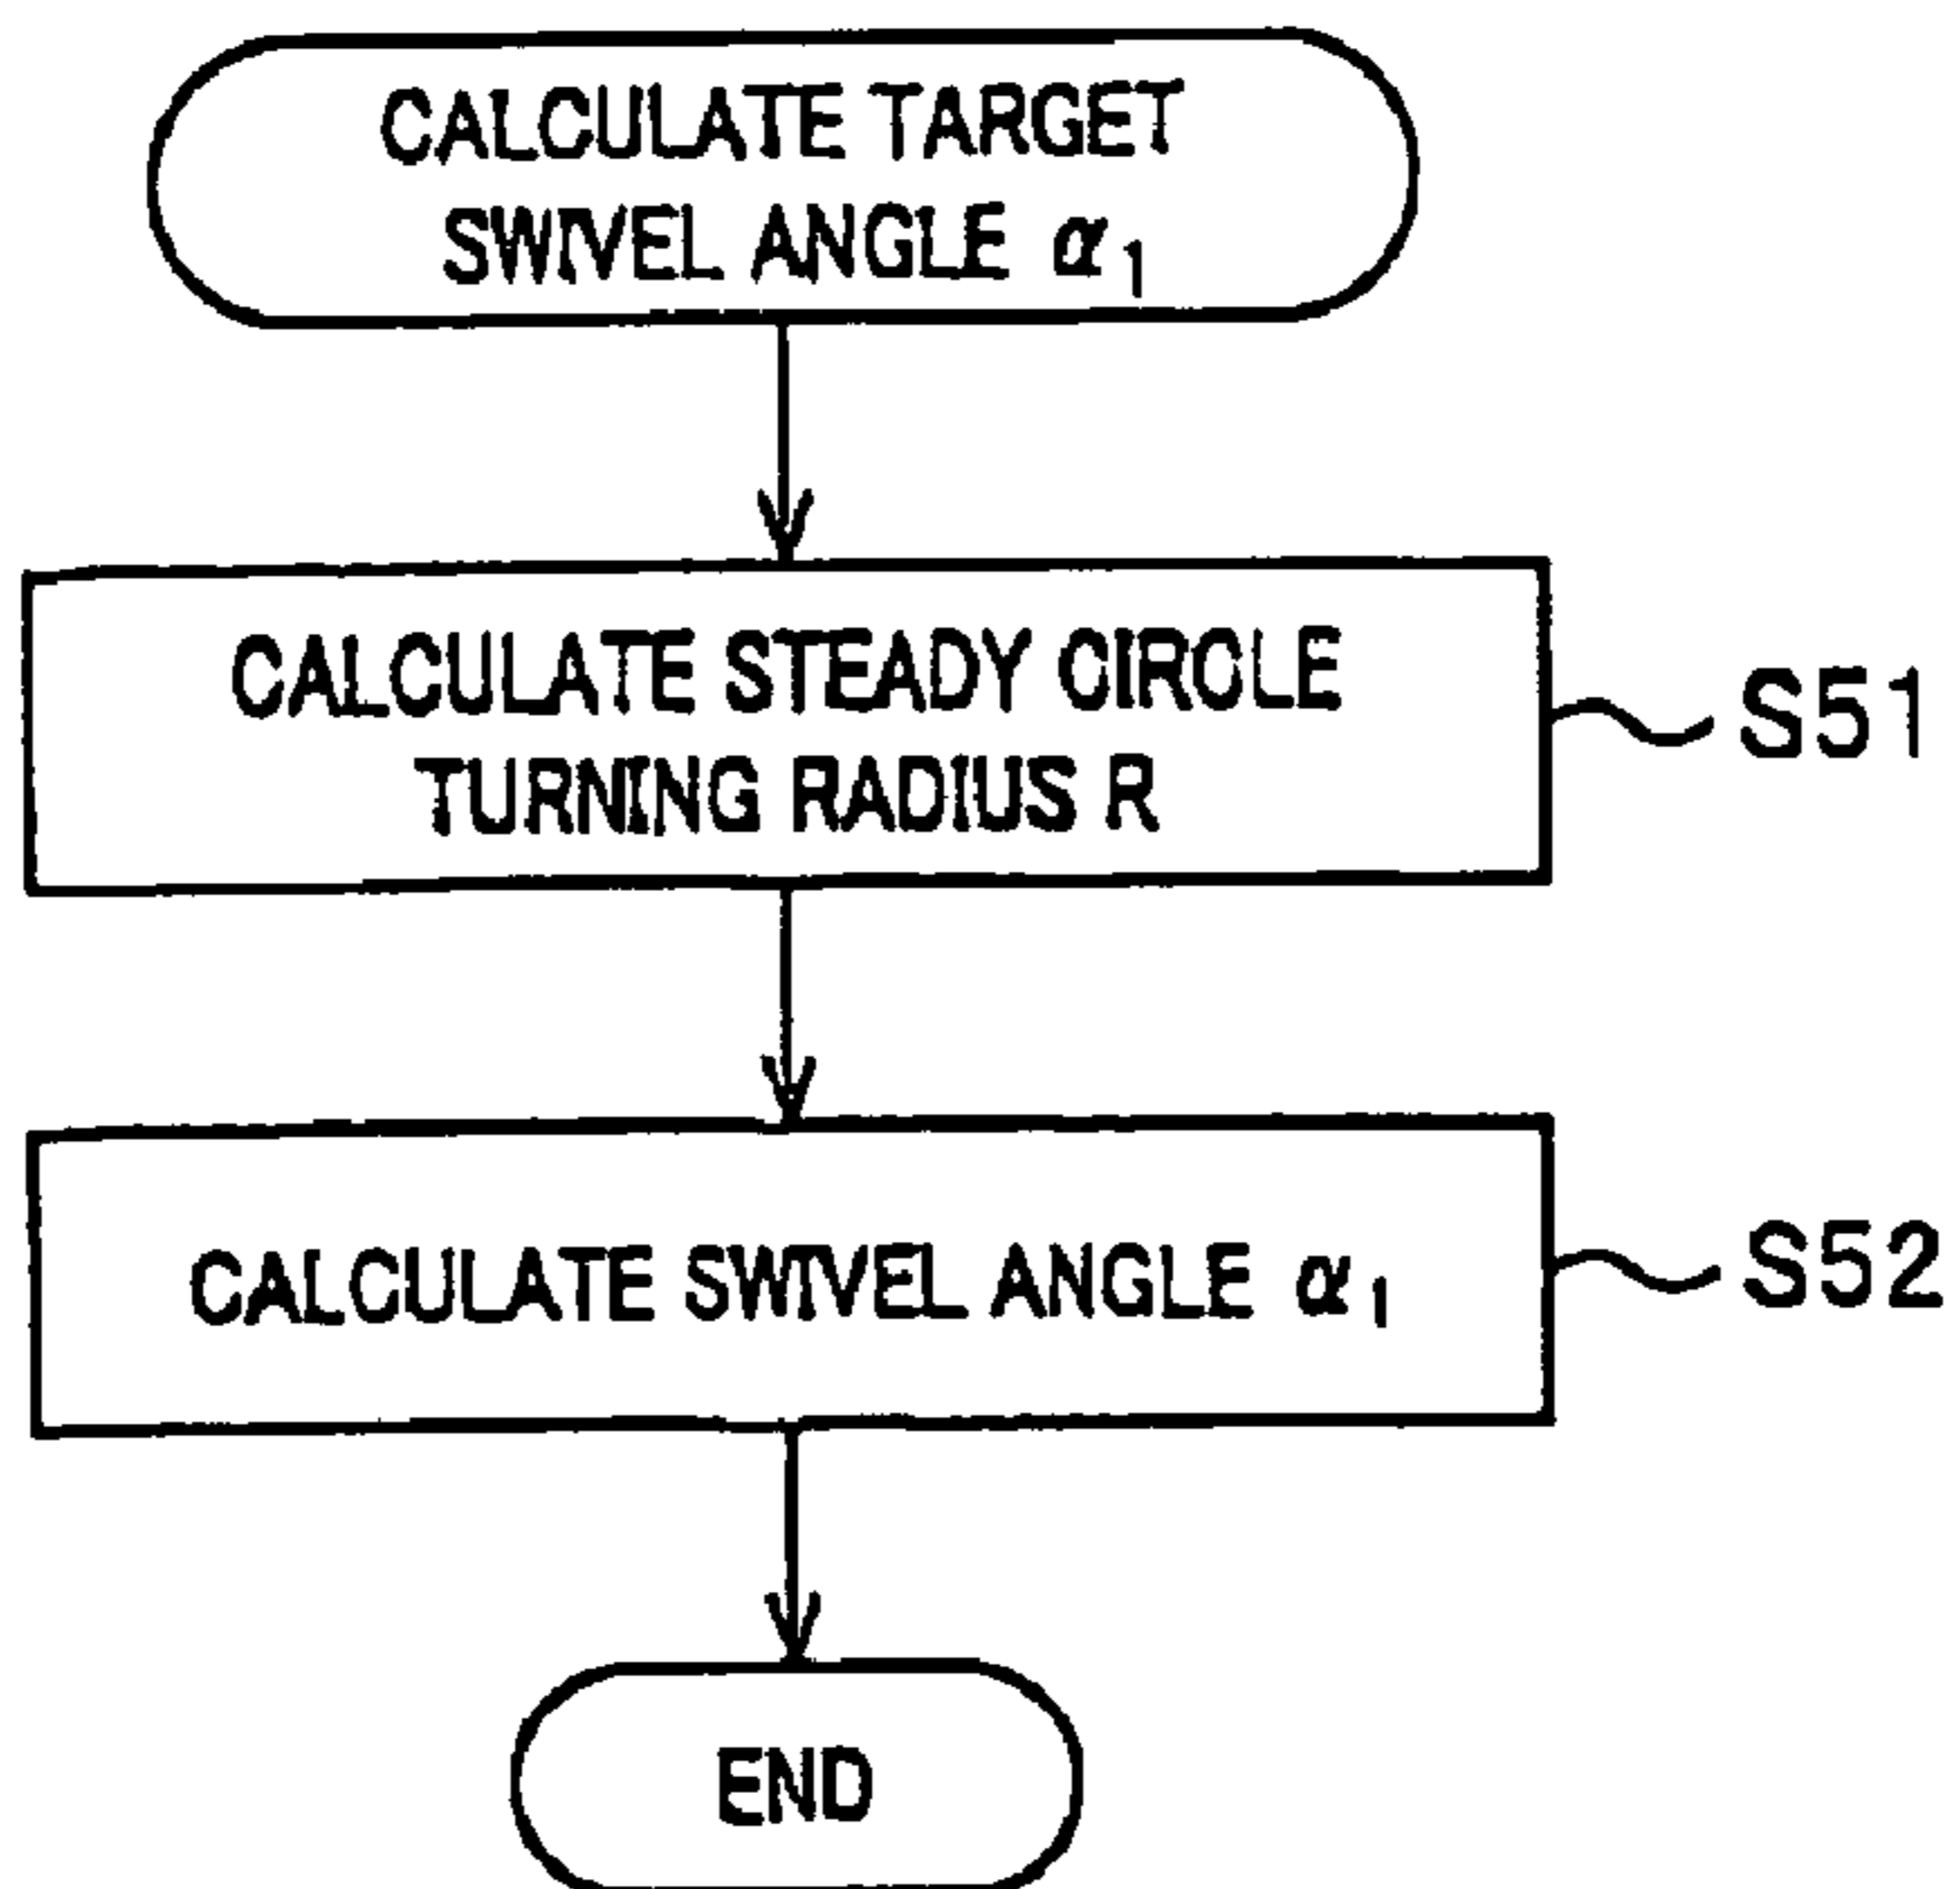 CALCULATE TARGET
SWIVEL ANGLE α₁
CALCULATE STEADY CIRCLE
TURNING RADIUS R
S51
CALCULATE SWIVEL ANGLE α₁
S52
END